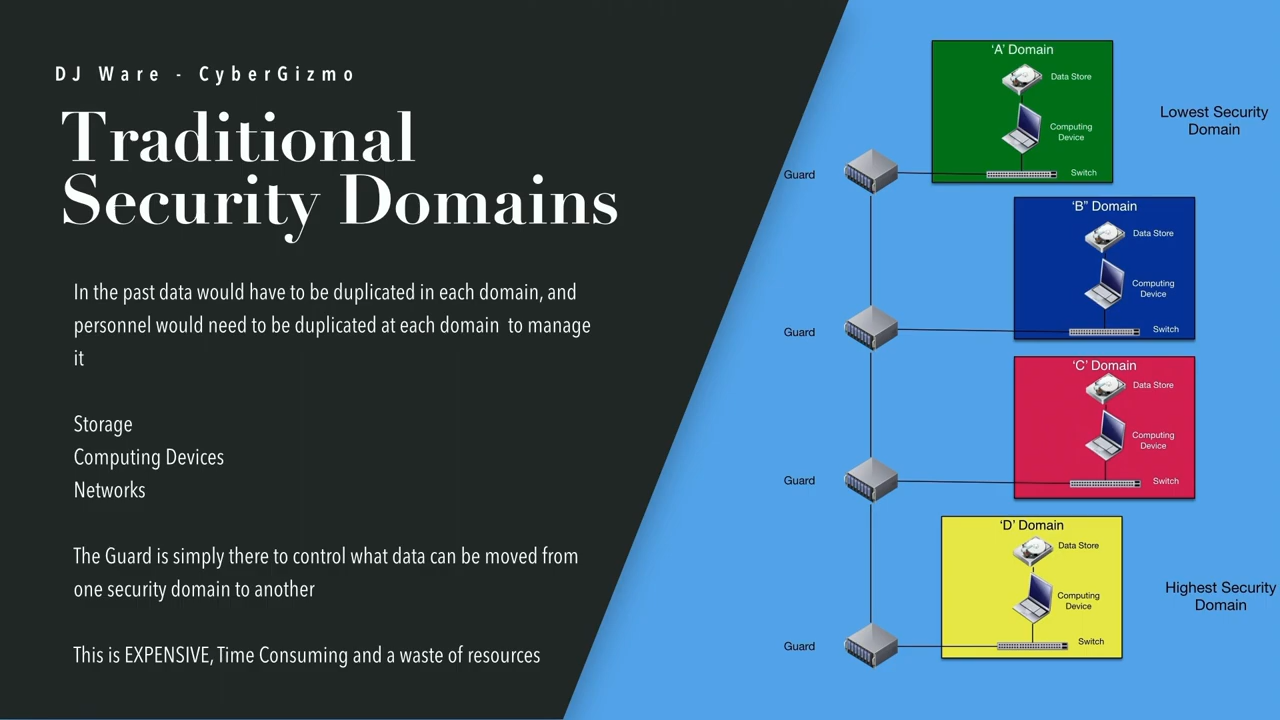 DJ Ware - CyberGizmo
Traditional
Security Domains
In the past data would have to be duplicated in each domain, and
personnel would need to be duplicated at each domain to manage
it
Storage
Computing Devices
Networks
The Guard is simply there to control what data can be moved from
one security domain to another
This is EXPENSIVE, Time Consuming and a waste of resources
‘A’ Domain
Data Store
Computing
Device
Switch
Lowest Security
Domain
Guard
‘B” Domain
Data Store
Computing
Device
Switch
Guard
‘C’ Domain
Data Store
Computing
Device
Switch
Guard
‘D’ Domain
Data Store
Computing
Device
Switch
Highest Security
Domain
Guard